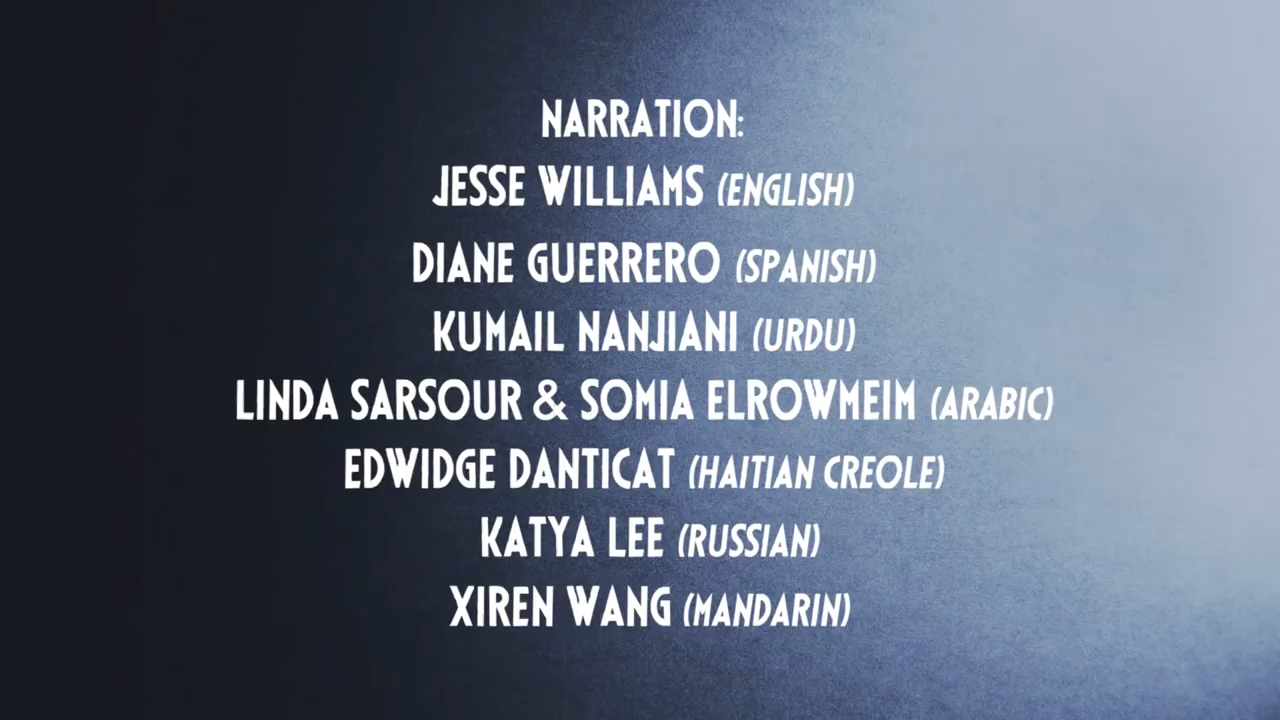 NARRATION:
JESSE WILLIAMS (ENGLISH)
DIANE GUERRERO (SPANISH)
KUMAIL NANJIANI (URDU)
LINDA SARSOUR & SOMIA ELROWMEIM (ARABIC)
EDWIDGE DANTICAT (HAITIAN CREOLE)
KATYA LEE (RUSSIAN)
XIREN WANG (MANDARIN)